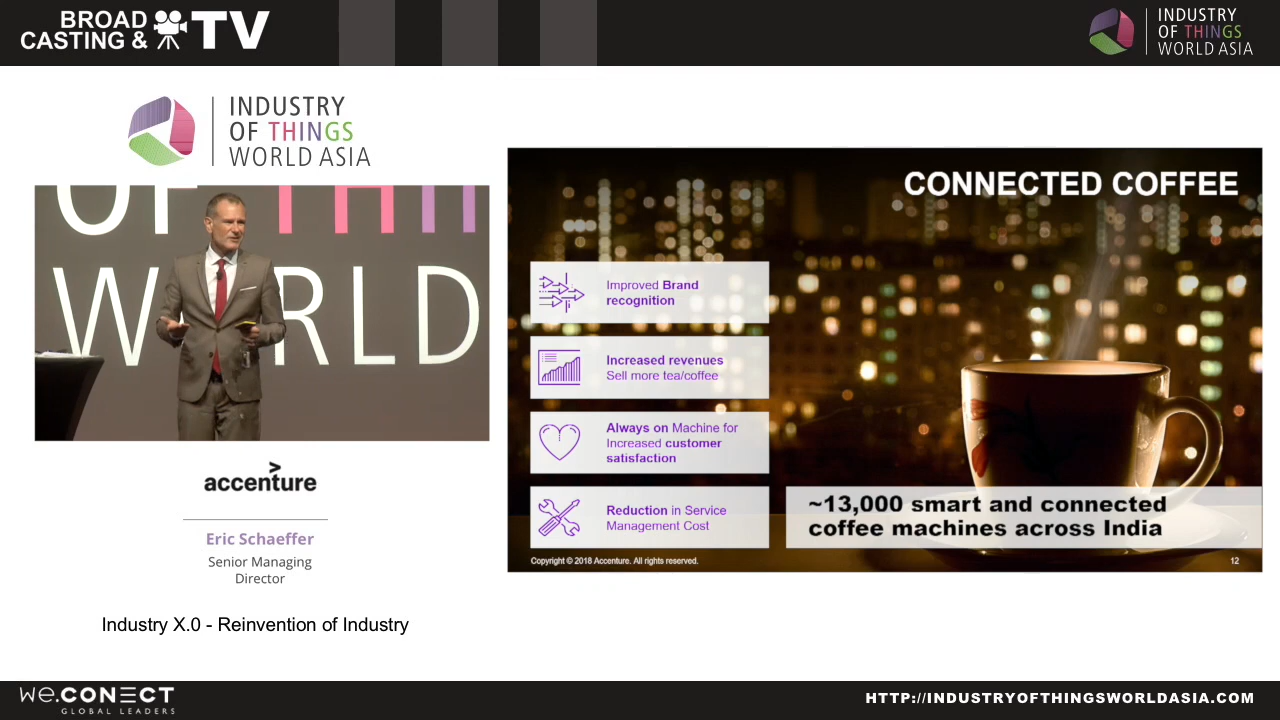 BROAD
CASTING & TV
INDUSTRY
OF THINGS
WORLD ASIA
INDUSTRY
OF THINGS
WORLD ASIA
OF THIN
WORLD
accenture
Eric Schaeffer
Senior Managing
Director
Industry X.0 - Reinvention of Industry
CONNECTED COFFEE
Improved Brand
recognition
Increased revenues
Sell more tea/coffee
Always on Machine for
Increased customer
satisfaction
Reduction in Service
Management Cost
~13,000 smart and connected
coffee machines across India
Copyright © 2018 Accenture. All rights reserved.
12
we.CONECT
GLOBAL LEADERS
HTTP://INDUSTRYOFTHINGSWORLDASIA.COM